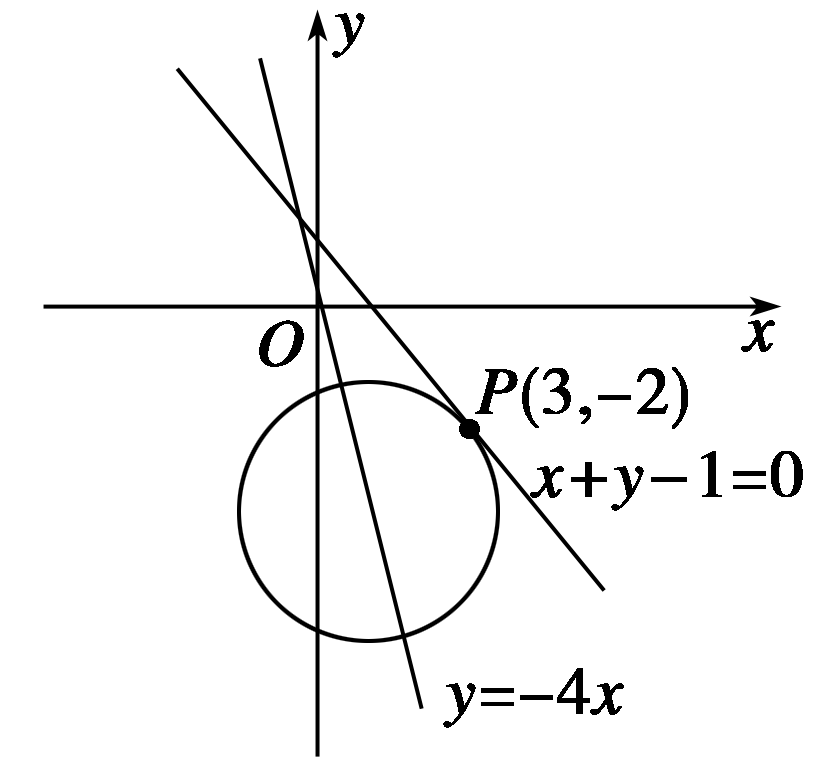 y
O
x
P(3,−2)
x+y−1=0
y=−4x